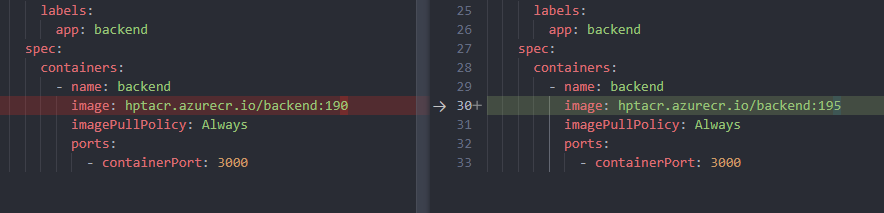 labels:
app: backend
spec:
containers:
- name: backend
image: hptacr.azurecr.io/backend:190
imagePullPolicy: Always
ports:
- containerPort: 3000
25 labels:
26 app: backend
27 spec:
28 containers:
29 - name: backend
→ 30+ image: hptacr.azurecr.io/backend:195
31 imagePullPolicy: Always
32 ports:
33 - containerPort: 3000